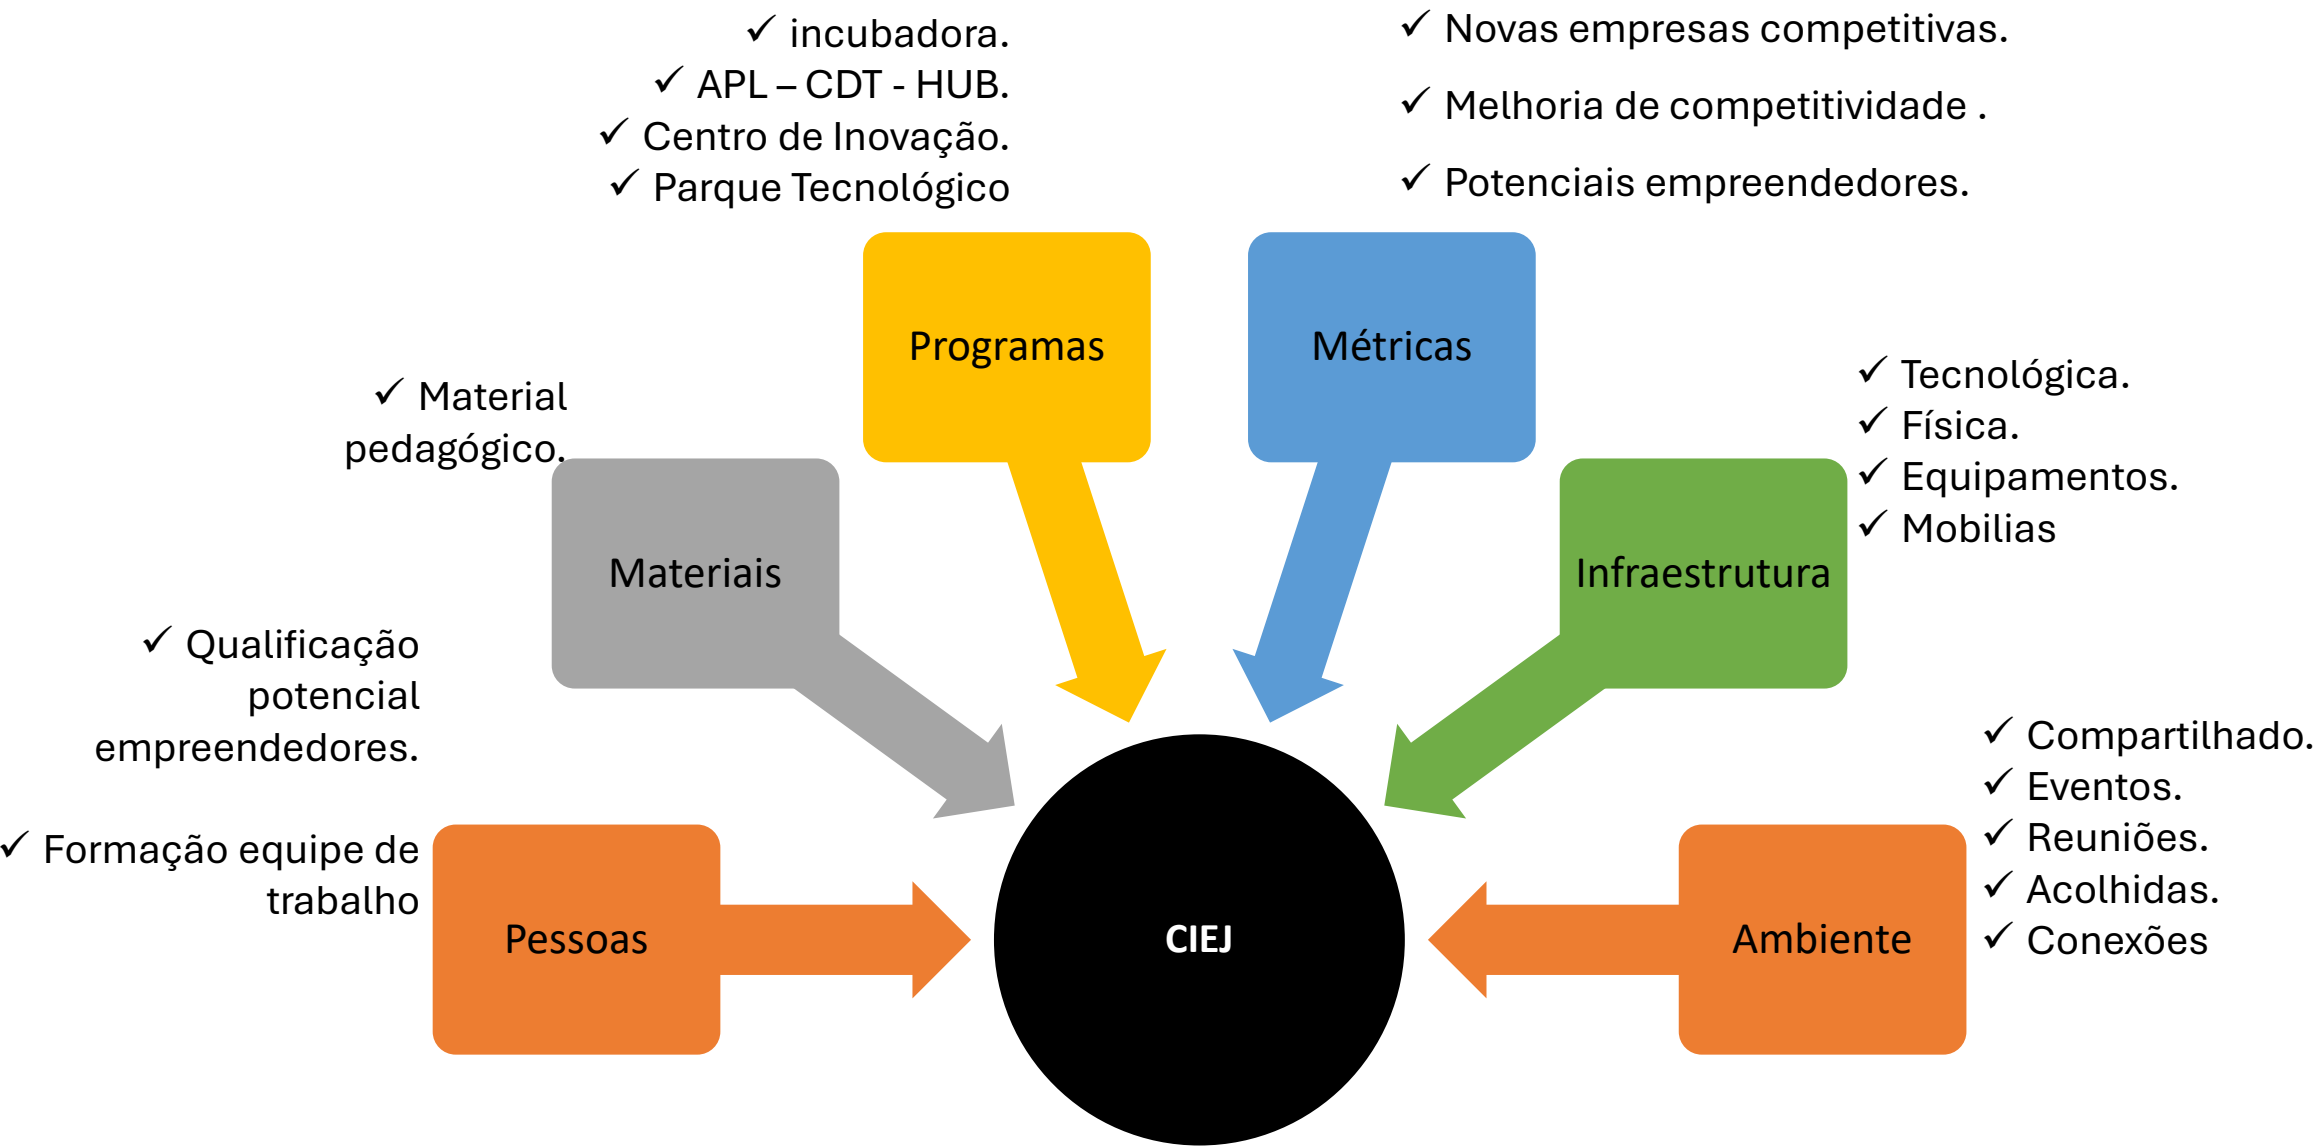 ✓ incubadora.
✓ APL – CDT - HUB.
✓ Centro de Inovação.
✓ Parque Tecnológico
✓ Novas empresas competitivas.
✓ Melhoria de competitividade .
✓ Potenciais empreendedores.
Programas
Métricas
✓ Material
pedagógico.
Materiais
✓ Tecnológica.
✓ Física.
✓ Equipamentos.
✓ Mobilias
Infraestrutura
✓ Qualificação
potencial
empreendedores.
✓ Formação equipe de
trabalho
Pessoas
CIEJ
Ambiente
✓ Compartilhado.
✓ Eventos.
✓ Reuniões.
✓ Acolhidas.
✓ Conexões